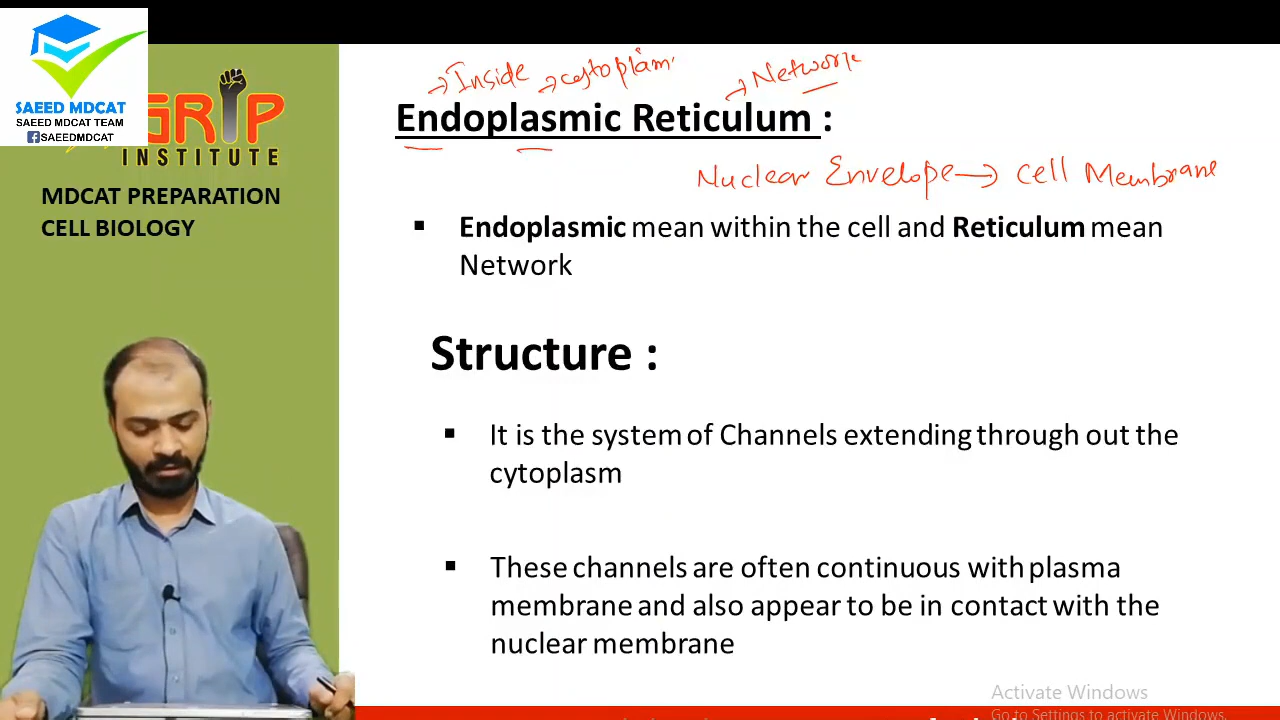 SAEED MDCAT
SAEED MDCAT TEAM
SAEEDMDCAT
GRIP
INSTITUTE
MDCAT PREPARATION
CELL BIOLOGY
→Inside →cytoplam →Network
Endoplasmic Reticulum :
Nuclear Envelope → Cell Membrane
▪ Endoplasmic mean within the cell and Reticulum mean
Network
Structure :
▪ It is the system of Channels extending through out the
cytoplasm
▪ These channels are often continuous with plasma
membrane and also appear to be in contact with the
nuclear membrane
Activate Windows
Go to Settings to activate Windows.